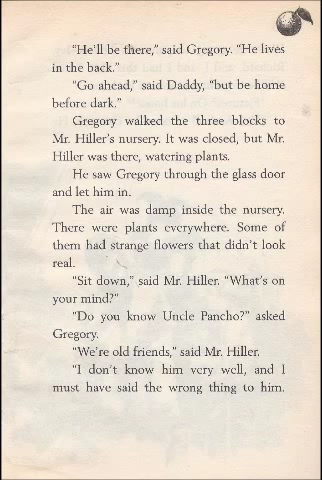 "He'll be there," said Gregory. "He lives
in the back."
"Go ahead," said Daddy, "but be home
before dark."
Gregory walked the three blocks to
Mr. Hiller's nursery. It was closed, but Mr.
Hiller was there, watering plants.
He saw Gregory through the glass door
and let him in.
The air was damp inside the nursery.
There were plants everywhere. Some of
them had strange flowers that didn't look
real.
"Sit down," said Mr. Hiller. "What's on
your mind?"
"Do you know Uncle Pancho?" asked
Gregory.
"We're old friends," said Mr. Hiller.
"I don't know him very well, and I
must have said the wrong thing to him.